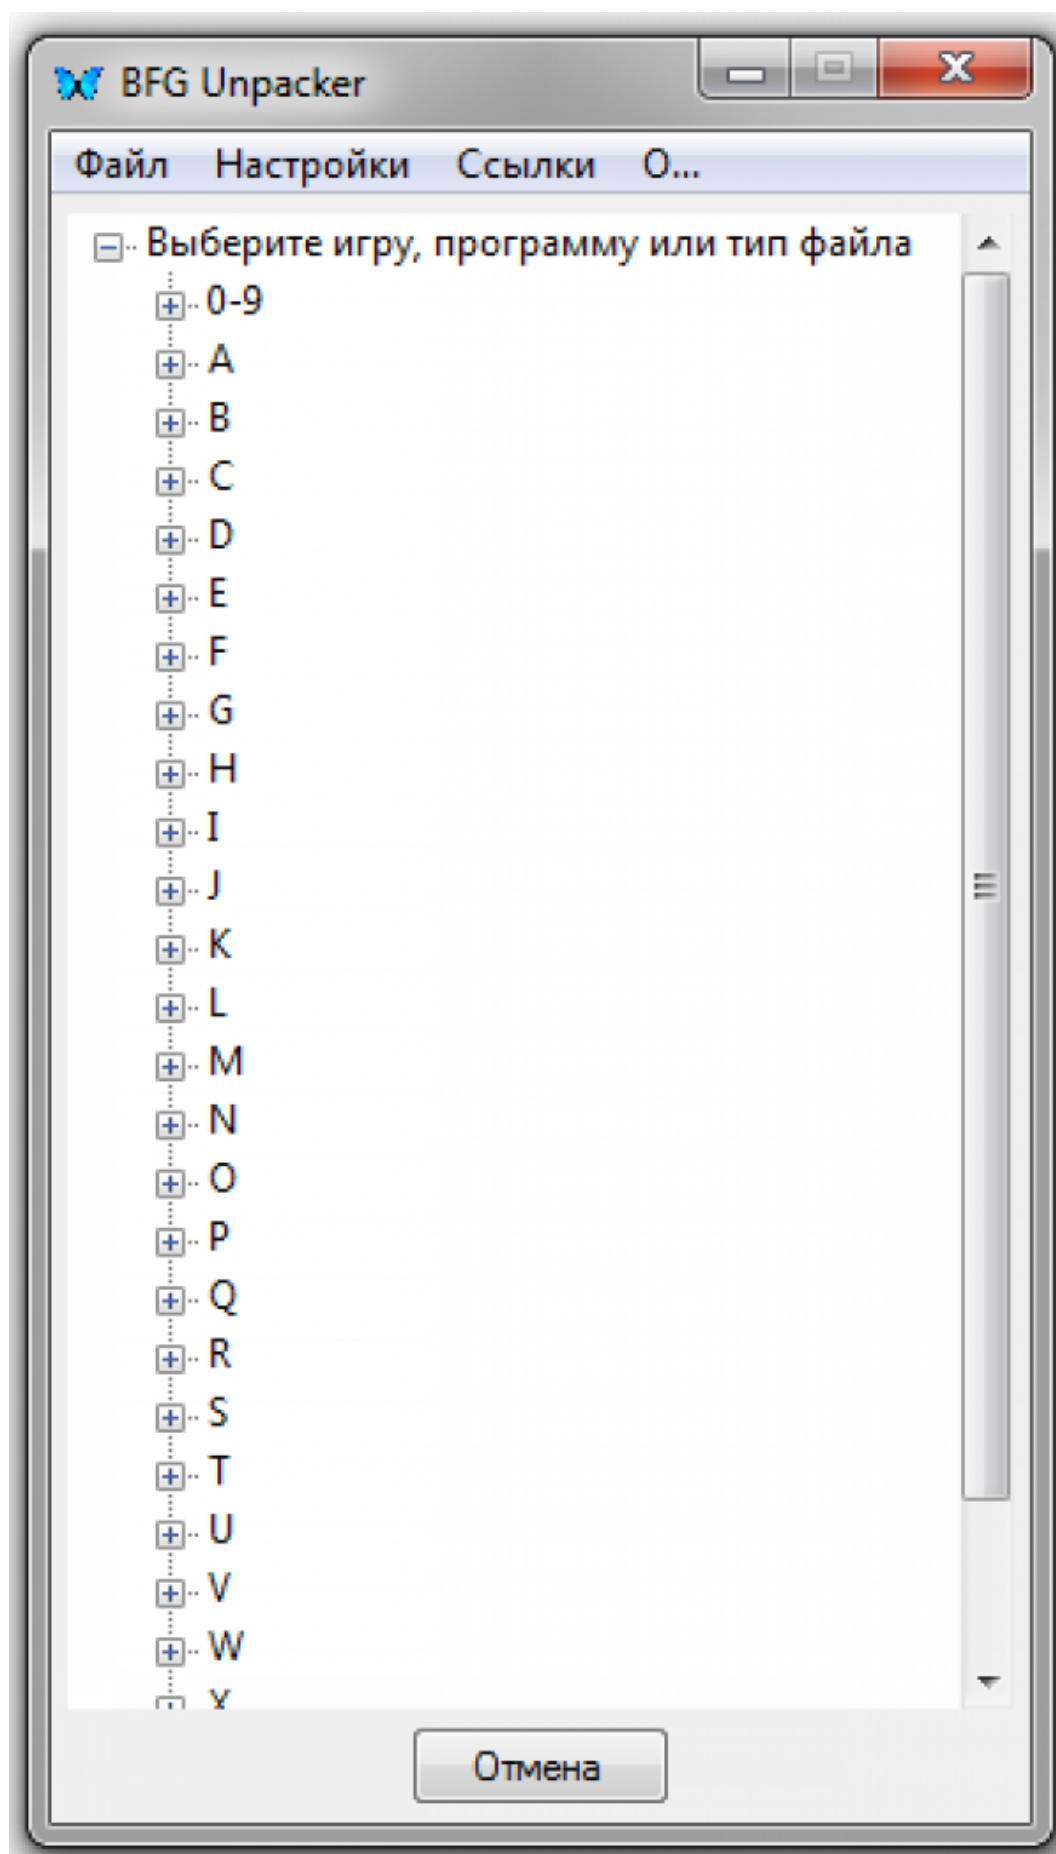 BFG Unpacker
Файл Настройки Ссылки О...
Выберите игру, программу или тип файла
0-9
A
B
C
D
E
F
G
H
I
J
K
L
M
N
O
P
Q
R
S
T
U
V
W
X
Отмена